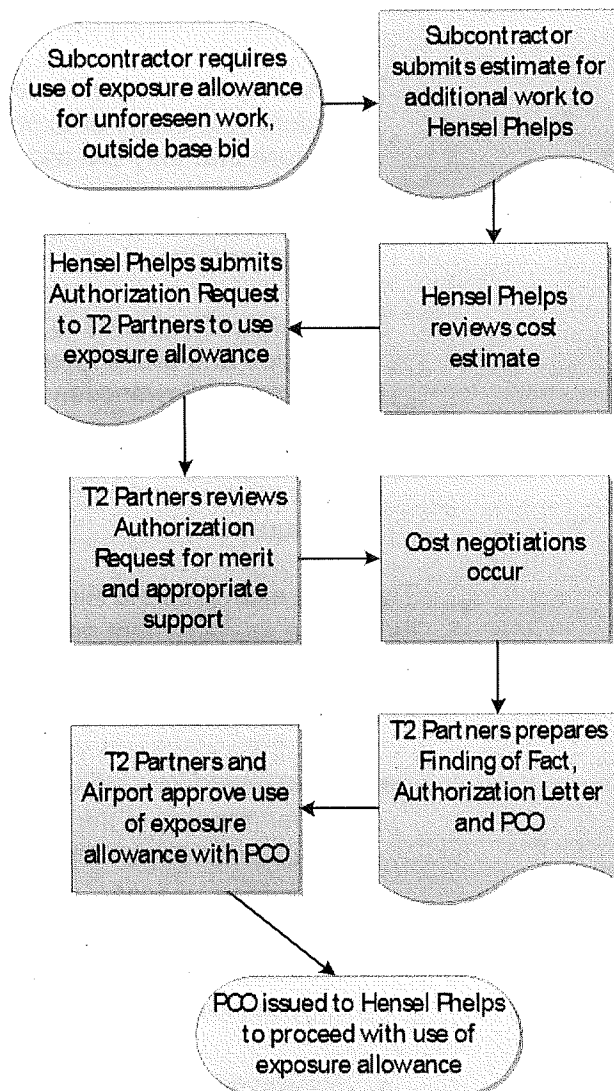 Subcontractor requires
use of exposure allowance
for unforeseen work,
outside base bid
Subcontractor
submits estimate for
additional work to
Hensel Phelps
Hensel Phelps
reviews cost
estimate
Hensel Phelps submits
Authorization Request
to T2 Partners to use
exposure allowance
T2 Partners reviews
Authorization
Request for merit
and appropriate
support
Cost negotiations
occur
T2 Partners prepares
Finding of Fact,
Authorization Letter
and PCO
T2 Partners and
Airport approve use
of exposure
allowance with PCO
PCO issued to Hensel Phelps
to proceed with use of
exposure allowance